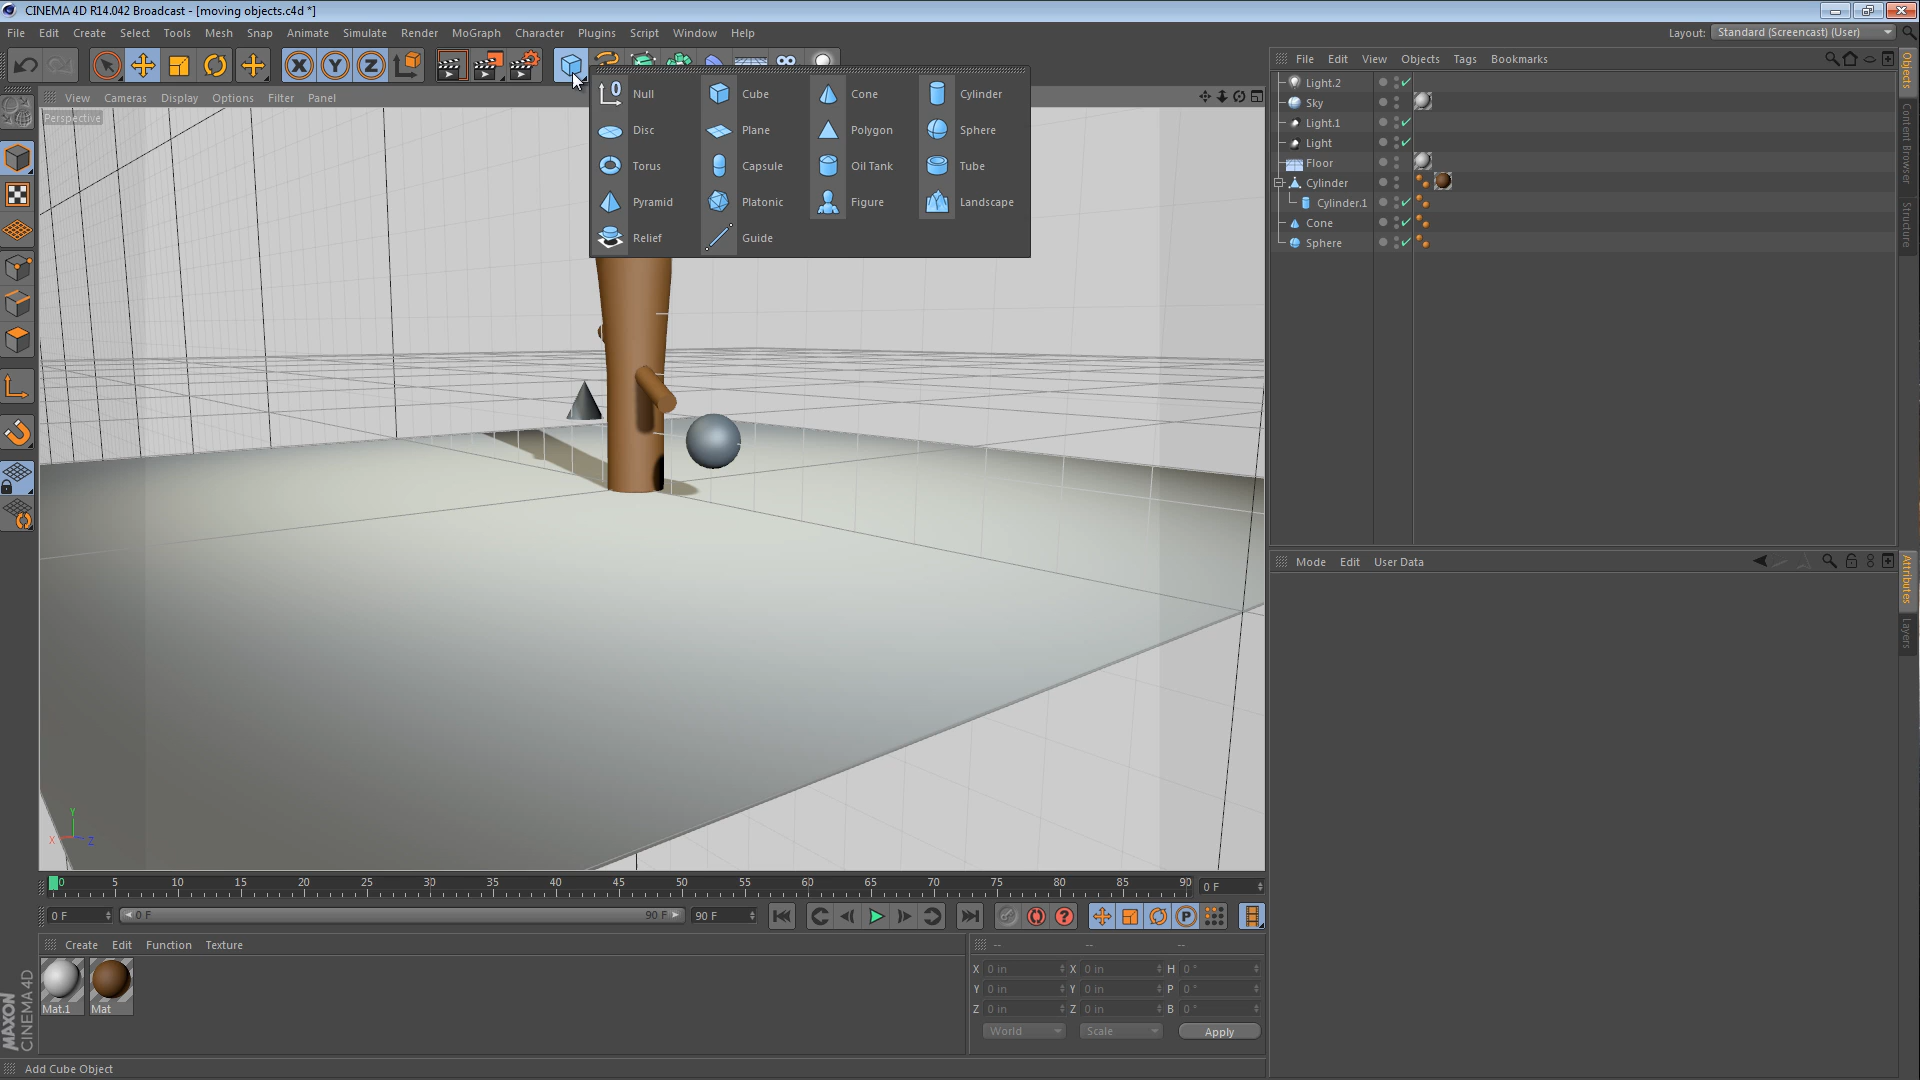 CINEMA 4D R14.042 Broadcast - [moving objects.c4d *]
File Edit Create Select Tools Mesh Snap Animate Simulate Render MoGraph Character Plugins Script Window Help
Layout: Standard (Screencast) (User)
X Y Z
File Edit View Objects Tags Bookmarks
View Cameras Display Options Filter Panel
Perspective
Null Cube Cone Cylinder
Disc Plane Polygon Sphere
Torus Capsule Oil Tank Tube
Pyramid Platonic Figure Landscape
Relief Guide
Light.2
Sky
Light.1
Light
Floor
Cylinder
Cylinder.1
Cone
Sphere
Objects
Content Browser
Structure
Mode Edit User Data
Attributes
Layers
Y
X Z
0 5 10 15 20 25 30 35 40 45 50 55 60 65 70 75 80 85 90 0 F
0 F 0 F 90 F 90 F
Create Edit Function Texture
-- -- --
X 0 in X 0 in H 0 °
Y 0 in Y 0 in P 0 °
Z 0 in Z 0 in B 0 °
World Scale Apply
Mat.1 Mat
MAXON
CINEMA 4D
Add Cube Object